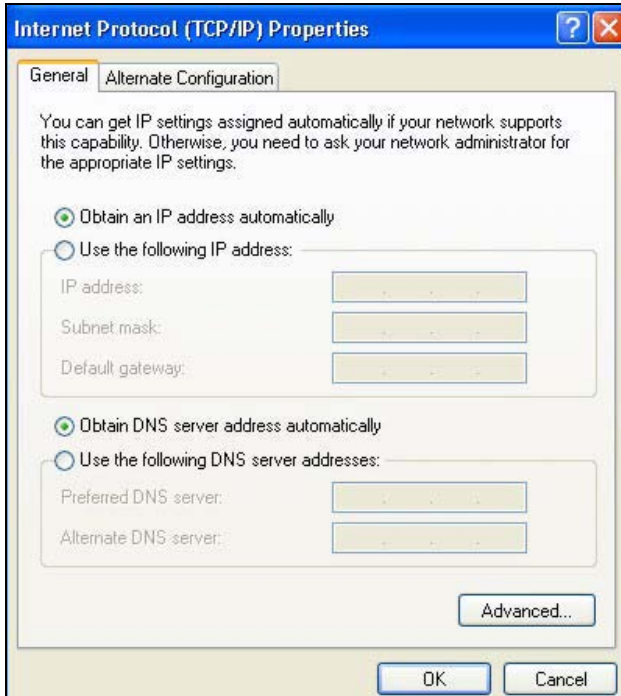 Internet Protocol (TCP/IP) Properties
General
Alternate Configuration
You can get IP settings assigned automatically if your network supports
this capability. Otherwise, you need to ask your network administrator for
the appropriate IP settings.
Obtain an IP address automatically
Use the following IP address:
IP address:
Subnet mask:
Default gateway:
Obtain DNS server address automatically
Use the following DNS server addresses:
Preferred DNS server:
Alternate DNS server:
Advanced...
OK
Cancel